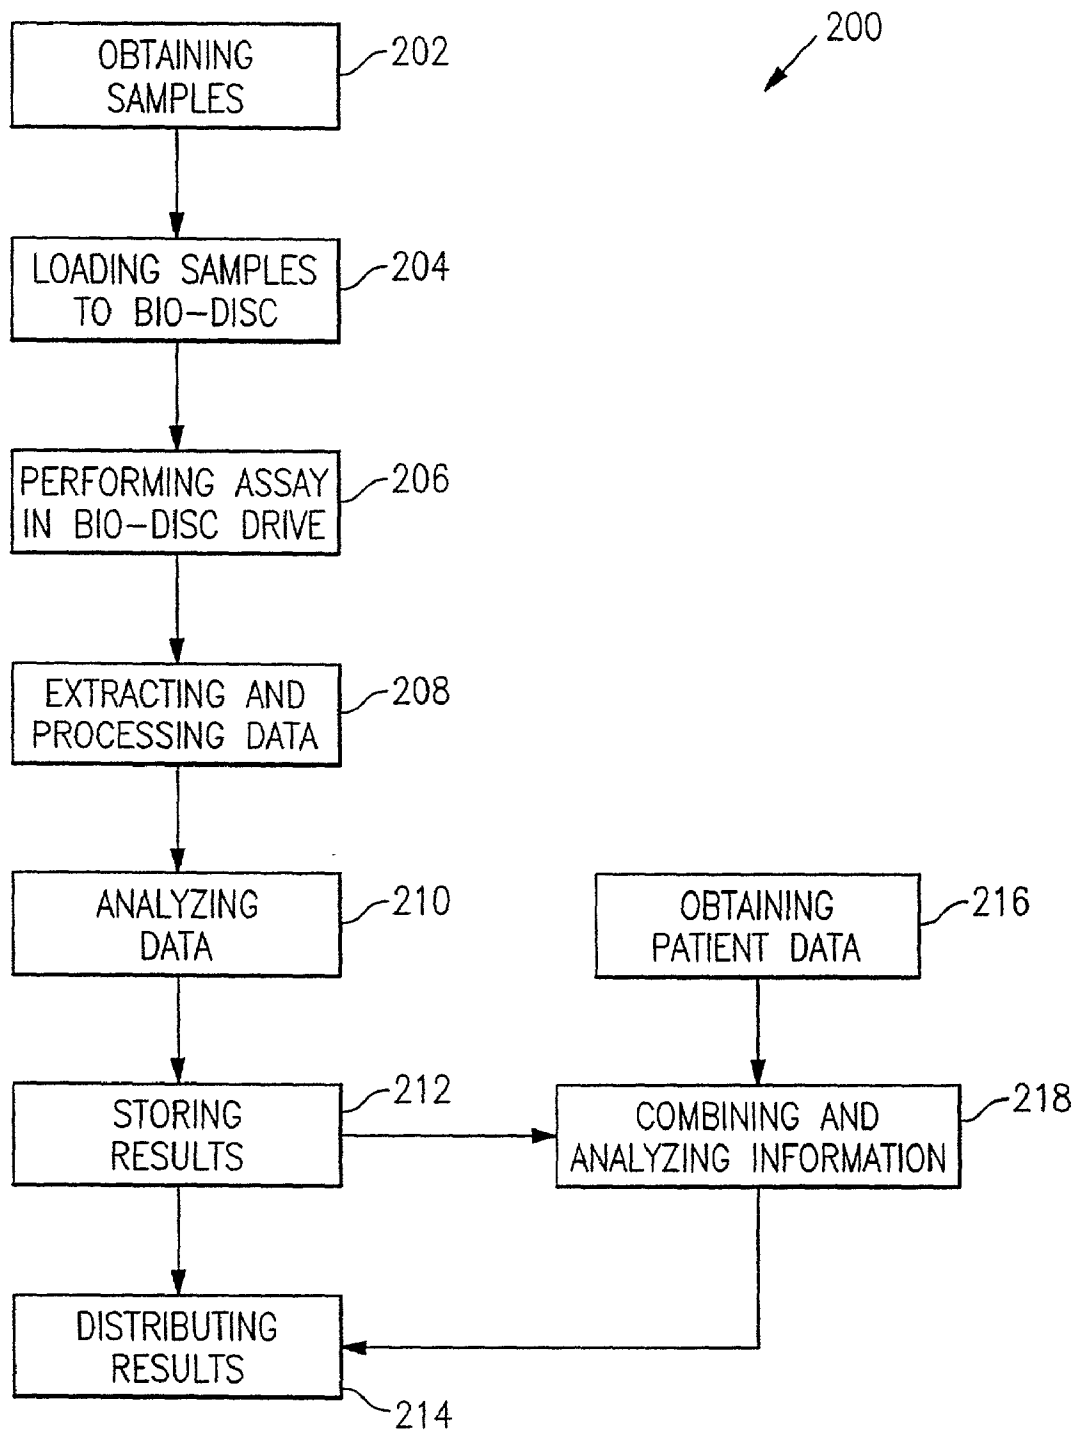 200
OBTAINING
SAMPLES
202
LOADING SAMPLES
TO BIO-DISC
204
PERFORMING ASSAY
IN BIO-DISC DRIVE
206
EXTRACTING AND
PROCESSING DATA
208
ANALYZING
DATA
210
OBTAINING
PATIENT DATA
216
STORING
RESULTS
212
COMBINING AND
ANALYZING INFORMATION
218
DISTRIBUTING
RESULTS
214